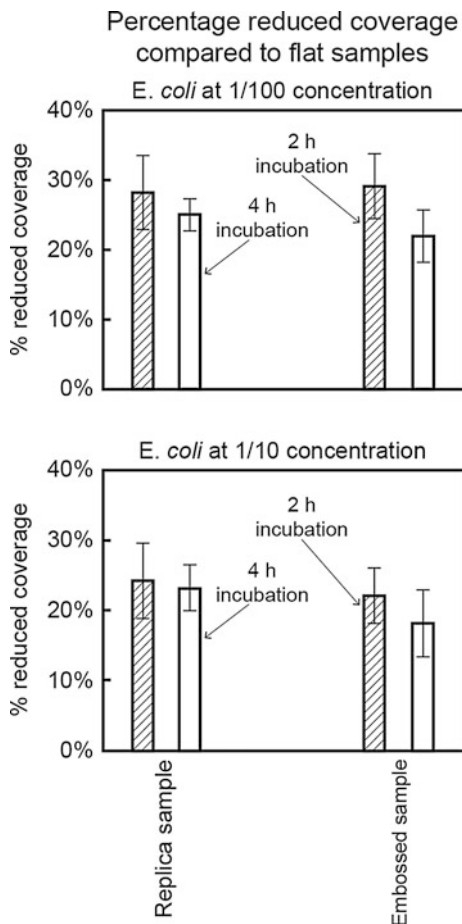 Percentage reduced coverage
compared to flat samples
E. coli at 1/100 concentration
% reduced coverage
40%
30%
20%
10%
0%
2 h
incubation
4 h
incubation
E. coli at 1/10 concentration
% reduced coverage
40%
30%
20%
10%
0%
2 h
incubation
4 h
incubation
Replica sample
Embossed sample